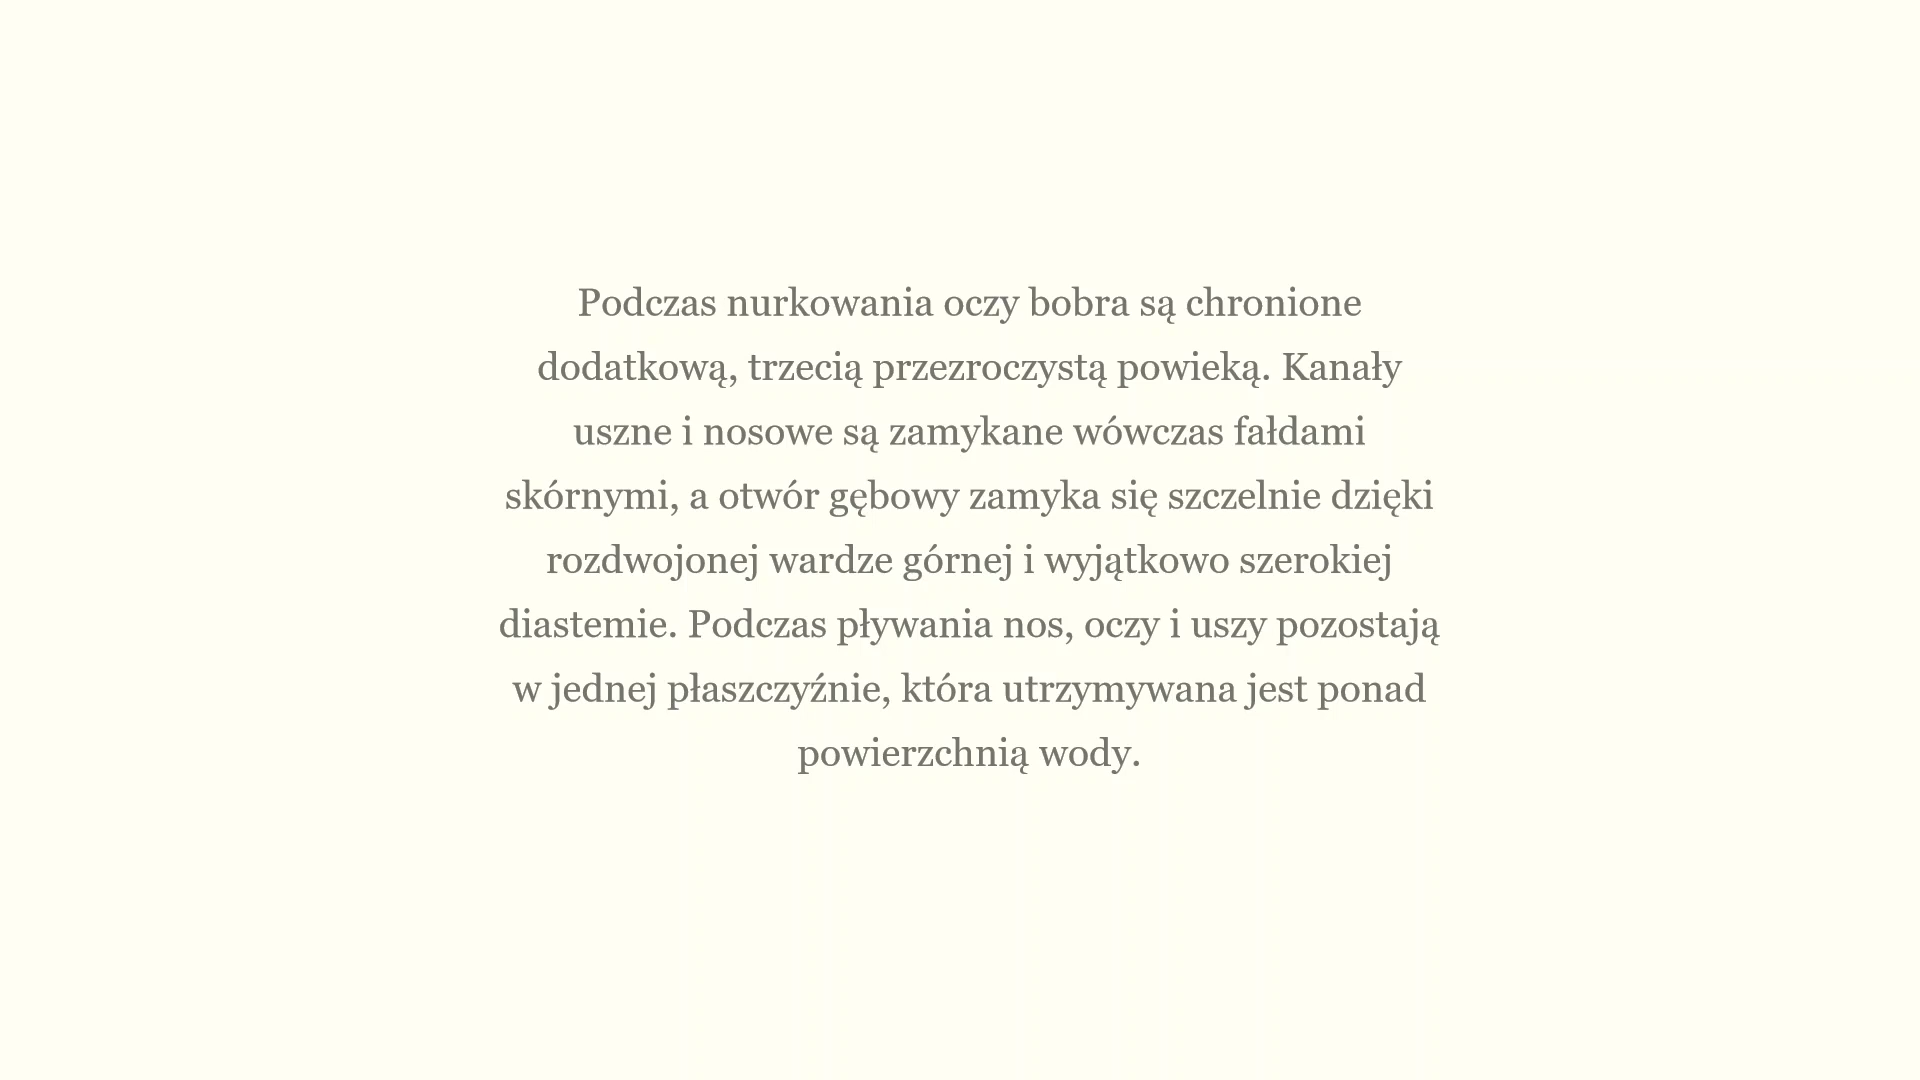 Podczas nurkowania oczy bobra są chronione
dodatkową, trzecią przezroczystą powieką. Kanały
uszne i nosowe są zamykane wówczas fałdami
skórnymi, a otwór gębowy zamyka się szczelnie dzięki
rozdwojonej wardze górnej i wyjątkowo szerokiej
diastemie. Podczas pływania nos, oczy i uszy pozostają
w jednej płaszczyźnie, która utrzymywana jest ponad
powierzchnią wody.